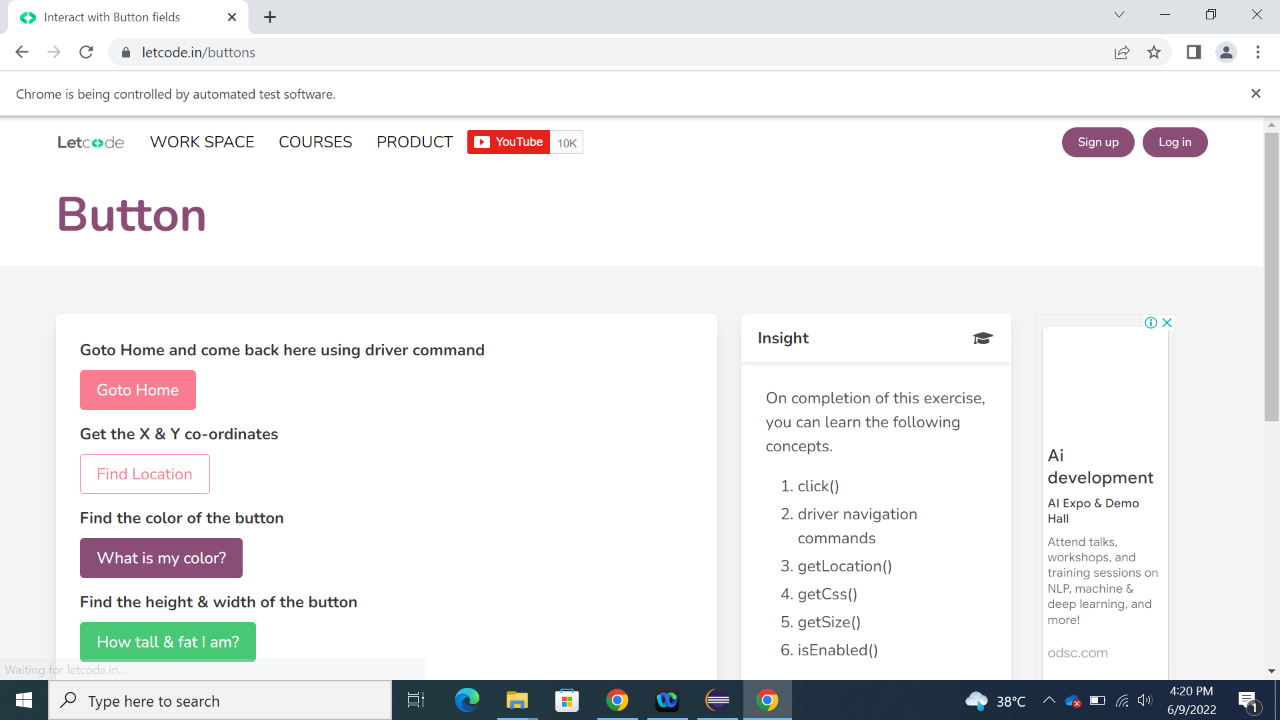 Interact with Button fields
letcode.in/buttons
Chrome is being controlled by automated test software.
Letcode WORK SPACE COURSES PRODUCT YouTube 10K Sign up Log in
Button
Goto Home and come back here using driver command
Goto Home
Get the X & Y co-ordinates
Find Location
Find the color of the button
What is my color?
Find the height & width of the button
How tall & fat I am?
Insight
On completion of this exercise,
you can learn the following
concepts.
1. click()
2. driver navigation
commands
3. getLocation()
4. getCss()
5. getSize()
6. isEnabled()
Ai
development
AI Expo & Demo
Hall
Attend talks,
workshops, and
training sessions on
NLP, machine &
deep learning, and
more!
odsc.com
Waiting for letcode.in...
Type here to search
38°C
4:20 PM
6/9/2022
1